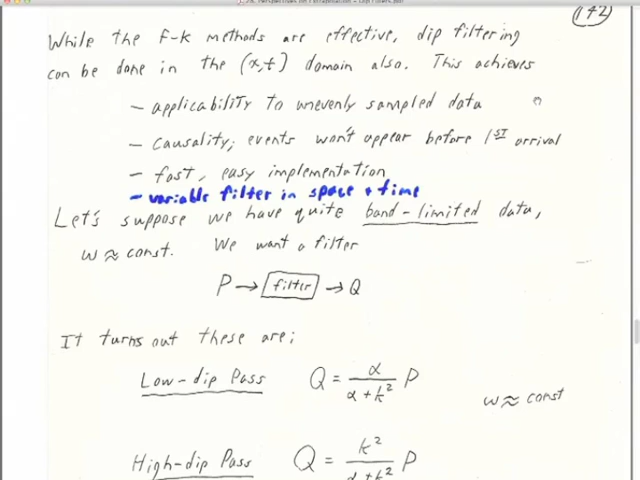 142
While the F-k methods are effective, dip filtering
can be done in the (x,t) domain also. This achieves
- applicability to unevenly sampled data
- causality; events won't appear before 1ST arrival
- fast, easy implementation
- variable filter in space + time
Let's suppose we have quite band-limited data,
w ≈ const. We want a filter
P → filter → Q
It turns out these are;
Low-dip Pass Q = α / (α + k²) P
w ≈ const
High-dip Pass Q = k² / (α + k²) P